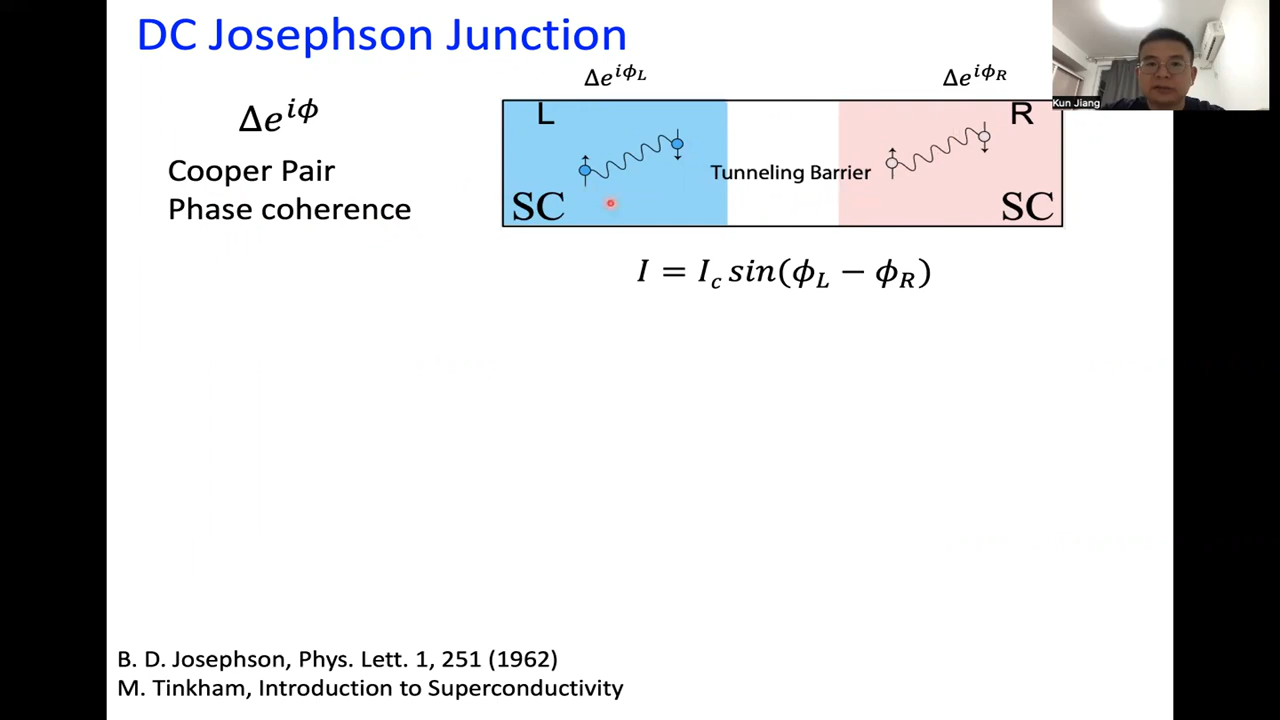 DC Josephson Junction
Δe^{iϕ}
Cooper Pair
Phase coherence
Δe^{iϕ_L}
Δe^{iϕ_R}
L
R
Tunneling Barrier
SC
SC
I = I_c sin(ϕ_L − ϕ_R)
Kun Jiang
B. D. Josephson, Phys. Lett. 1, 251 (1962)
M. Tinkham, Introduction to Superconductivity